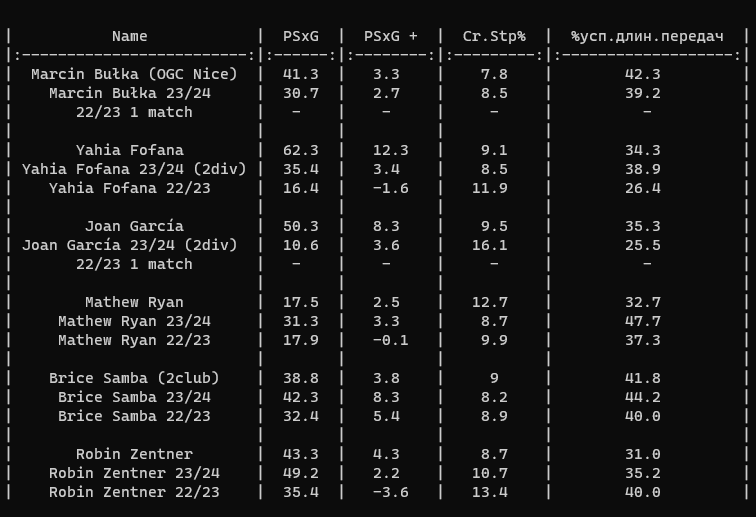 | Name | PSxG | PSxG + | Cr.Stp% | %усп.длин.передач |
|:-------------------------:|:------:|:--------:|:---------:|:-------------------:|
| Marcin Bułka (OGC Nice) | 41.3 | 3.3 | 7.8 | 42.3 |
| Marcin Bułka 23/24 | 30.7 | 2.7 | 8.5 | 39.2 |
| 22/23 1 match | - | - | - | - |
| | | | | |
| Yahia Fofana | 62.3 | 12.3 | 9.1 | 34.3 |
| Yahia Fofana 23/24 (2div) | 35.4 | 3.4 | 8.5 | 38.9 |
| Yahia Fofana 22/23 | 16.4 | -1.6 | 11.9 | 26.4 |
| | | | | |
| Joan García | 50.3 | 8.3 | 9.5 | 35.3 |
| Joan García 23/24 (2div) | 10.6 | 3.6 | 16.1 | 25.5 |
| 22/23 1 match | - | - | - | - |
| | | | | |
| Mathew Ryan | 17.5 | 2.5 | 12.7 | 32.7 |
| Mathew Ryan 23/24 | 31.3 | 3.3 | 8.7 | 47.7 |
| Mathew Ryan 22/23 | 17.9 | -0.1 | 9.9 | 37.3 |
| | | | | |
| Brice Samba (2club) | 38.8 | 3.8 | 9 | 41.8 |
| Brice Samba 23/24 | 42.3 | 8.3 | 8.2 | 44.2 |
| Brice Samba 22/23 | 32.4 | 5.4 | 8.9 | 40.0 |
| | | | | |
| Robin Zentner | 43.3 | 4.3 | 8.7 | 31.0 |
| Robin Zentner 23/24 | 49.2 | 2.2 | 10.7 | 35.2 |
| Robin Zentner 22/23 | 35.4 | -3.6 | 13.4 | 40.0 |